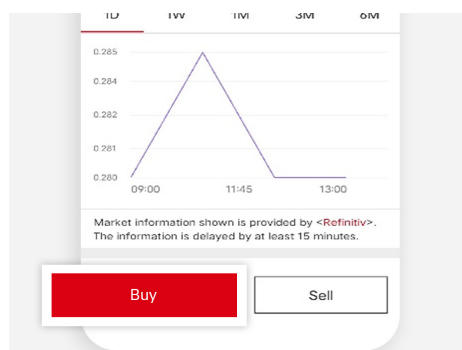 1D 1W 1M 3M 6M
0.285
0.284
0.282
0.281
0.280
09:00 11:45 13:00
Market information shown is provided by <Refinitiv>.
The information is delayed by at least 15 minutes.
Buy Sell